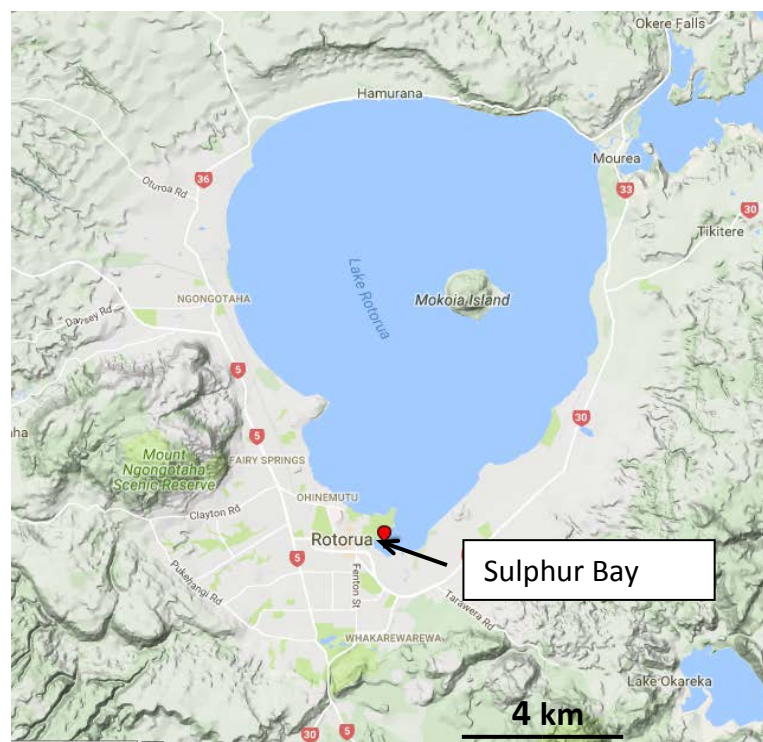 Okere Falls
Hamurana
Mourea
36
Oturoa Rd
33
30
Tikitere
Lake Rotorua
NGONGOTAHA
Mokoia Island
5
30
5
Mount
Ngongotaha
Scenic Reserve
FAIRY SPRINGS
OHINEMUTU
Clayton Rd
Rotorua
5
Sulphur Bay
Fenton St
Pukehangi Rd
Tarawera Rd
WHAKAREWAREWA
Lake Okareka
4 km
30
5